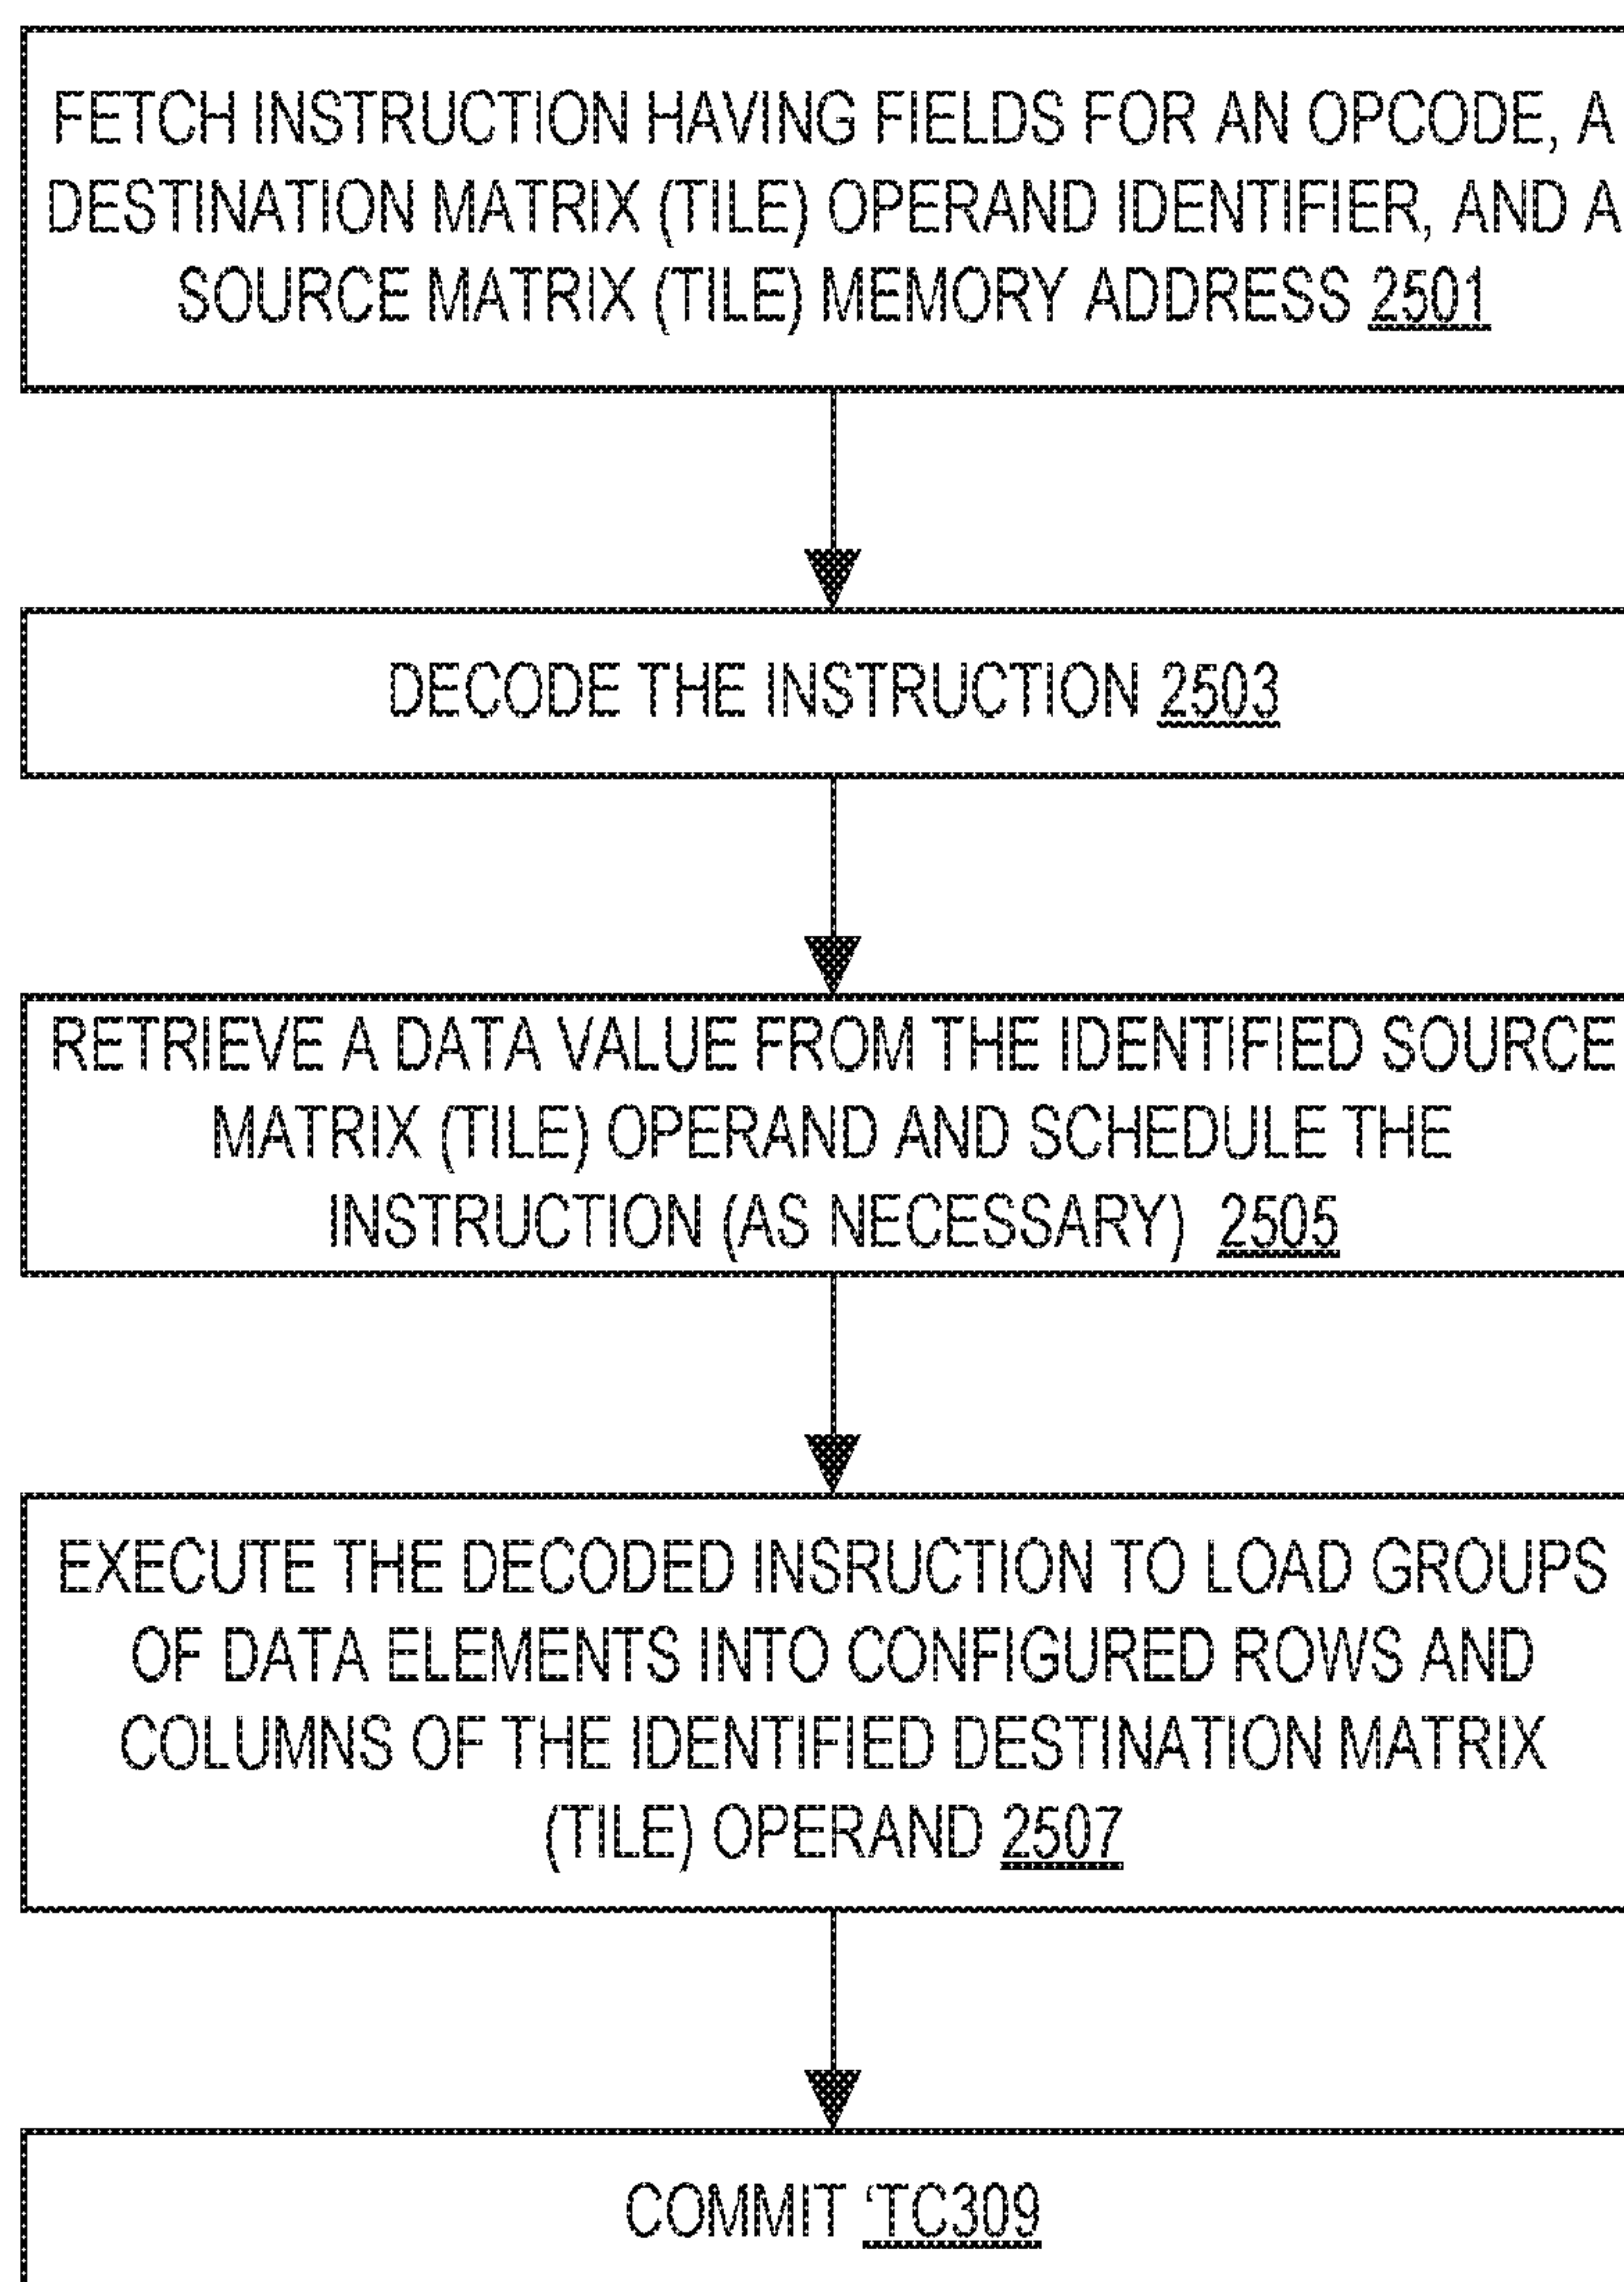 FETCH INSTRUCTION HAVING FIELDS FOR AN OPCODE, A
DESTINATION MATRIX (TILE) OPERAND IDENTIFIER, AND A
SOURCE MATRIX (TILE) MEMORY ADDRESS 2501
DECODE THE INSTRUCTION 2503
RETRIEVE A DATA VALUE FROM THE IDENTIFIED SOURCE
MATRIX (TILE) OPERAND AND SCHEDULE THE
INSTRUCTION (AS NECESSARY) 2505
EXECUTE THE DECODED INSRUCTION TO LOAD GROUPS
OF DATA ELEMENTS INTO CONFIGURED ROWS AND
COLUMNS OF THE IDENTIFIED DESTINATION MATRIX
(TILE) OPERAND 2507
COMMIT ‘TC309